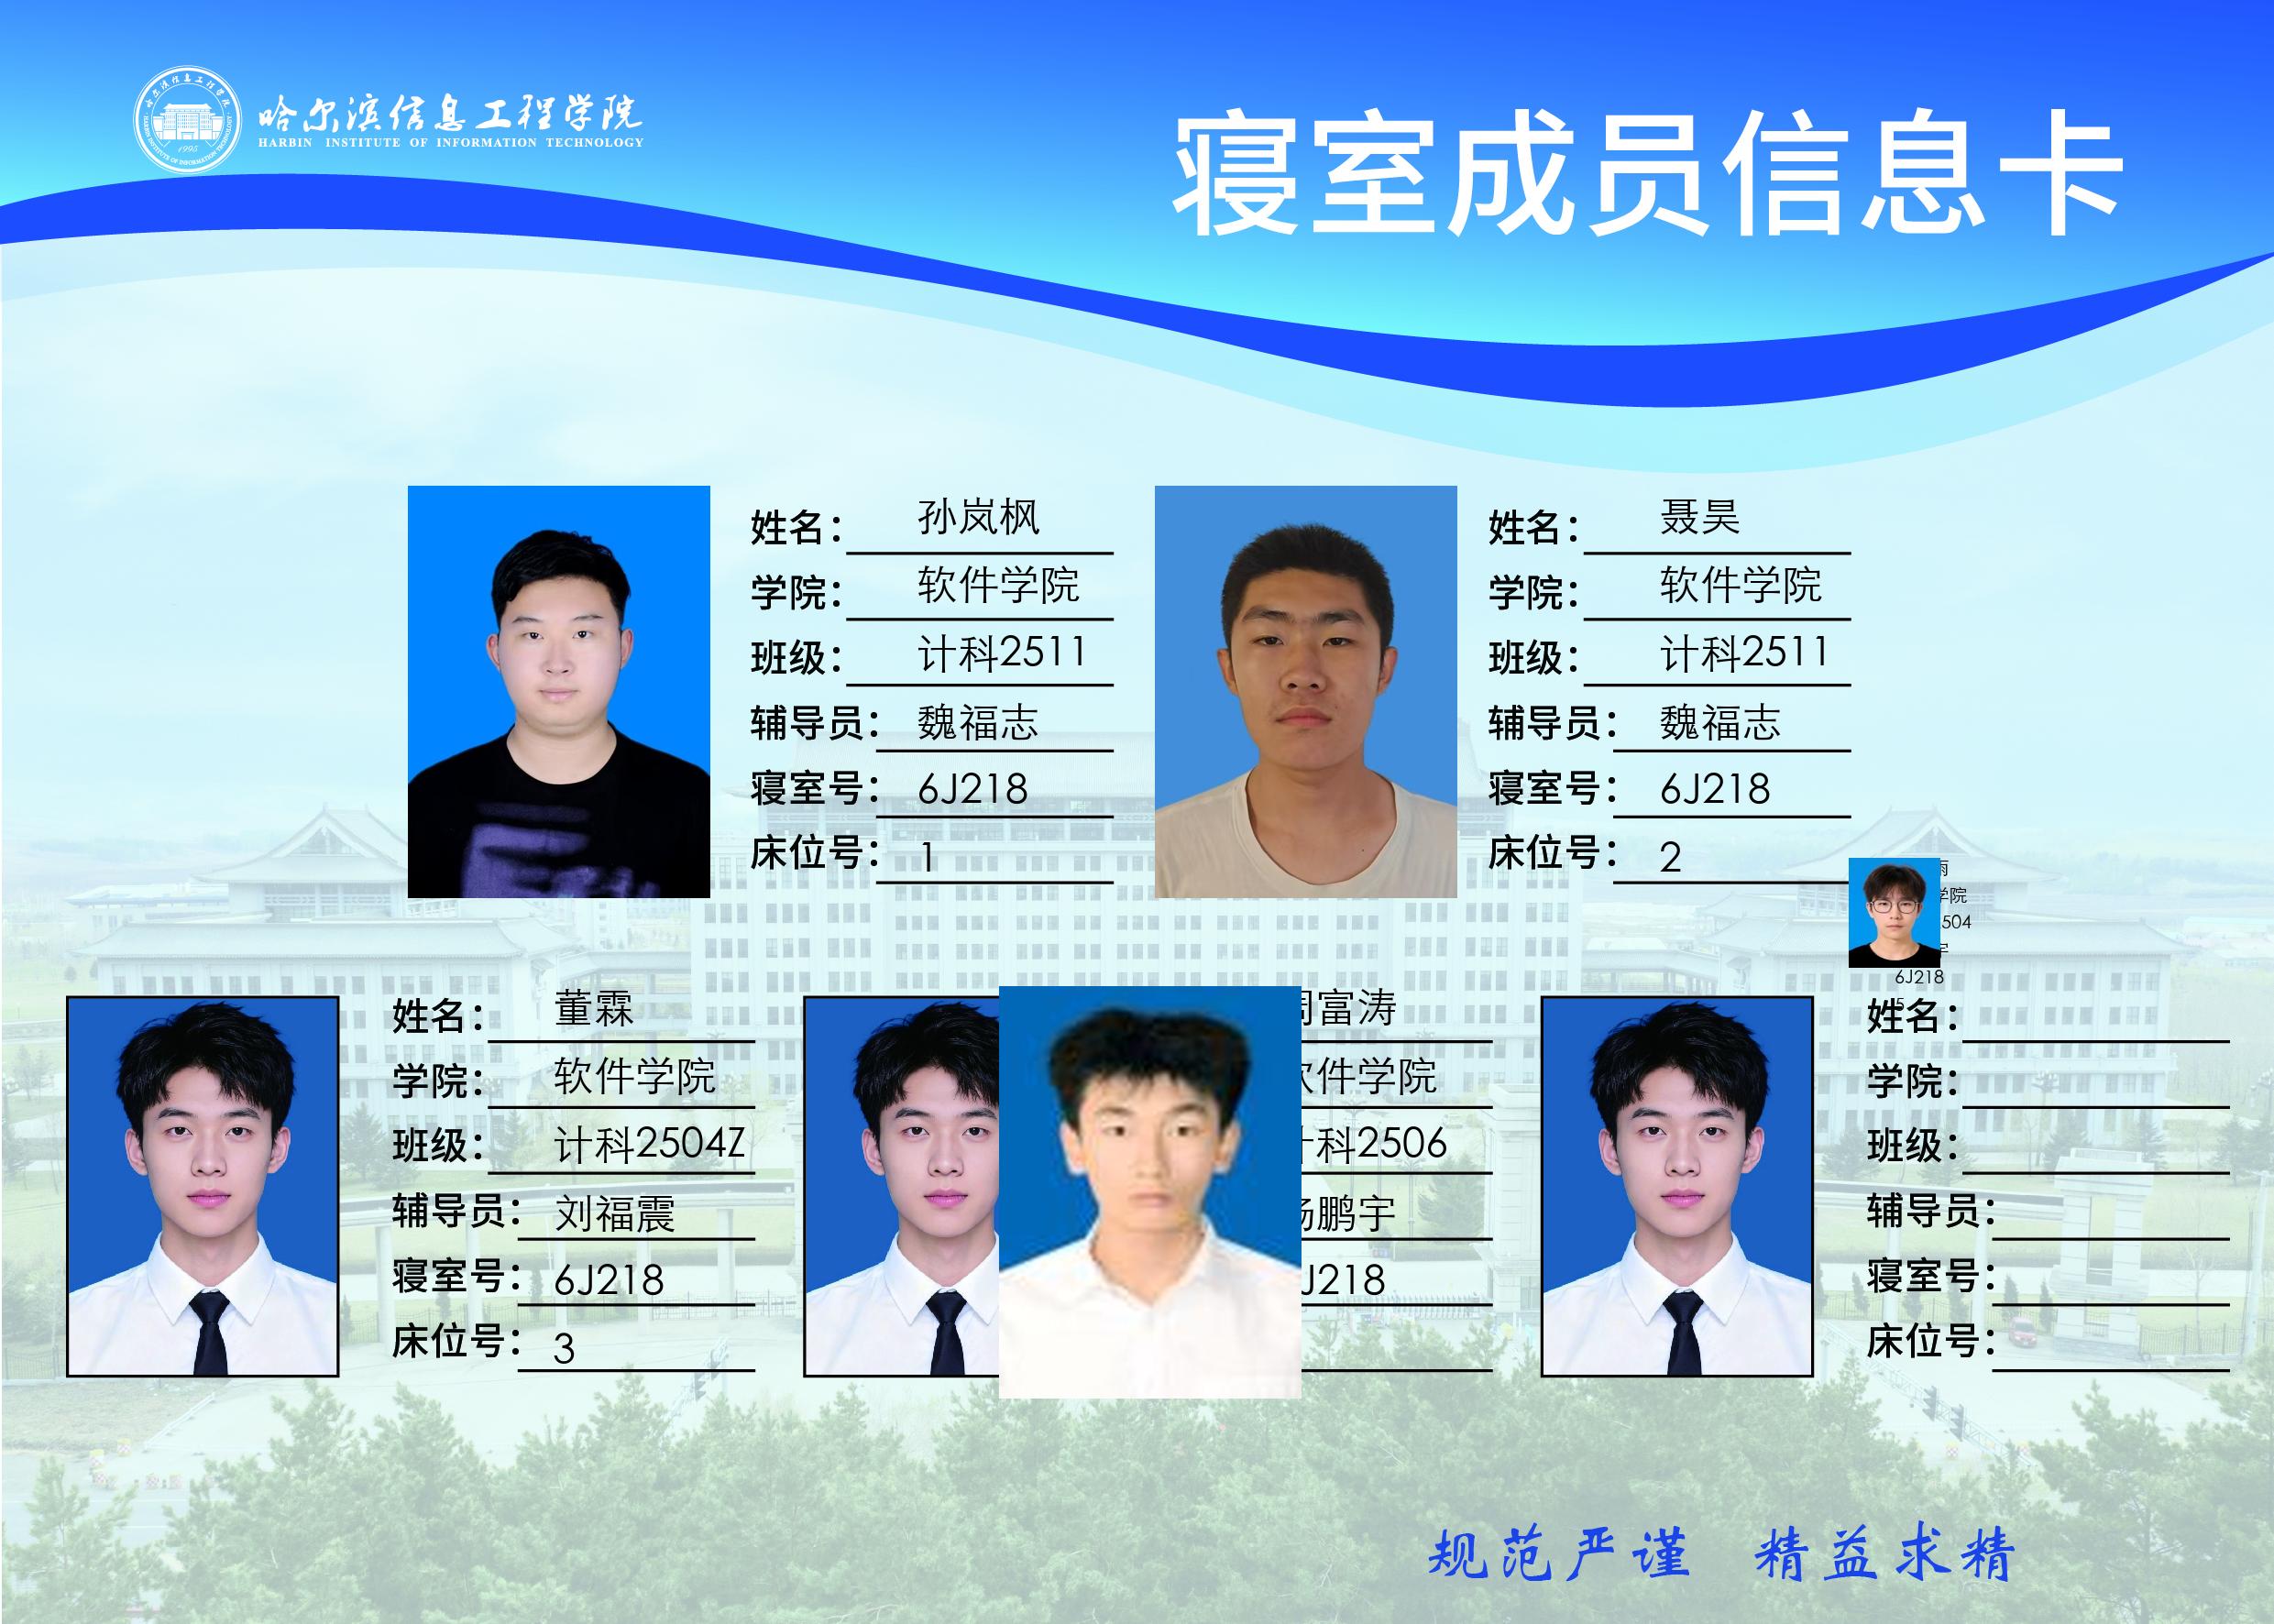 哈尔滨信息工程学院
HARBIN INSTITUTE OF INFORMATION TECHNOLOGY
1995
寝室成员信息卡
姓名: 孙岚枫
学院: 软件学院
班级: 计科2511
辅导员: 魏福志
寝室号: 6J218
床位号: 1
姓名: 聂昊
学院: 软件学院
班级: 计科2511
辅导员: 魏福志
寝室号: 6J218
床位号: 2
姓名: 董霖
学院: 软件学院
班级: 计科2504Z
辅导员: 刘福震
寝室号: 6J218
床位号: 3
富涛
件学院
科2506
鹏宇
J218
雨
学院
504
宇
6J218
姓名:
学院:
班级:
辅导员:
寝室号:
床位号:
规范严谨 精益求精